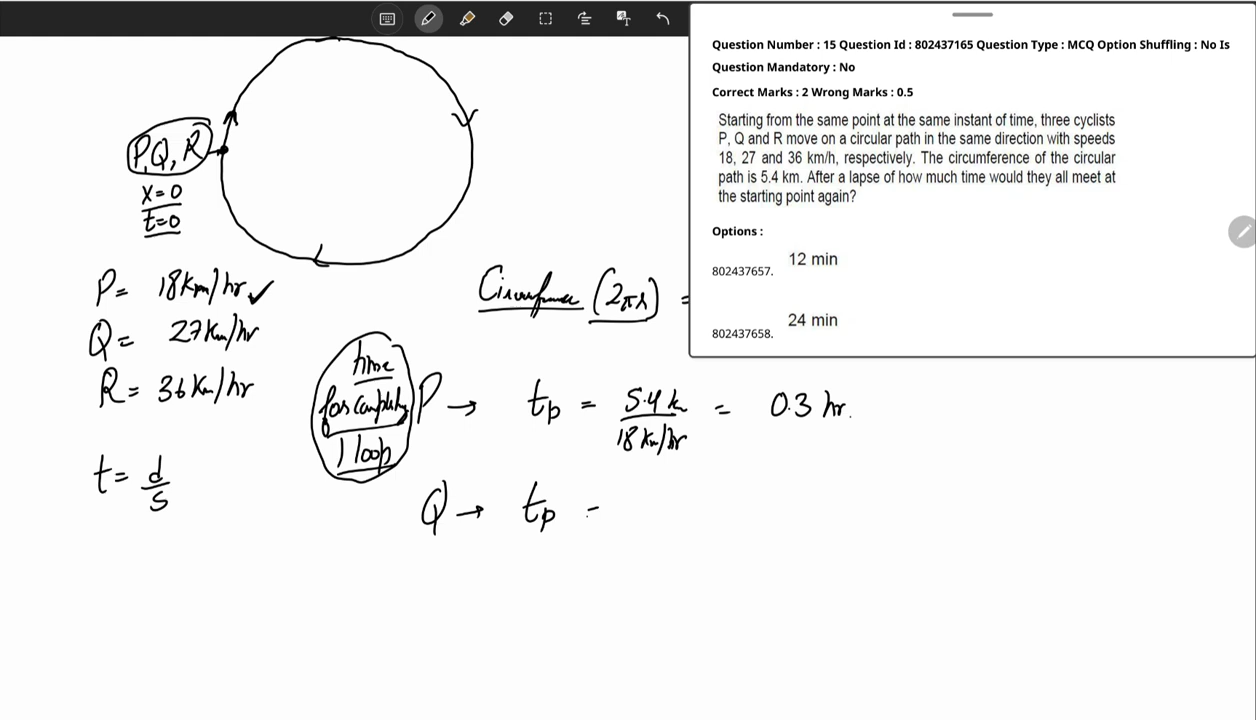 Question Number : 15 Question Id : 802437165 Question Type : MCQ Option Shuffling : No Is
Question Mandatory : No
Correct Marks : 2 Wrong Marks : 0.5
Starting from the same point at the same instant of time, three cyclists
P, Q and R move on a circular path in the same direction with speeds
18, 27 and 36 km/h, respectively. The circumference of the circular
path is 5.4 km. After a lapse of how much time would they all meet at
the starting point again?
Options :
802437657. 12 min
802437658. 24 min
P,Q,R
x=0
t=0
P= 18km/hr ✓
Q= 27Km/hr
R= 36Km/hr
t= d/s
Circumference (2πr) =
time
for completing
1 loop
P → tp = 5.4 k / 18 km/hr = 0.3 hr.
Q → tp =